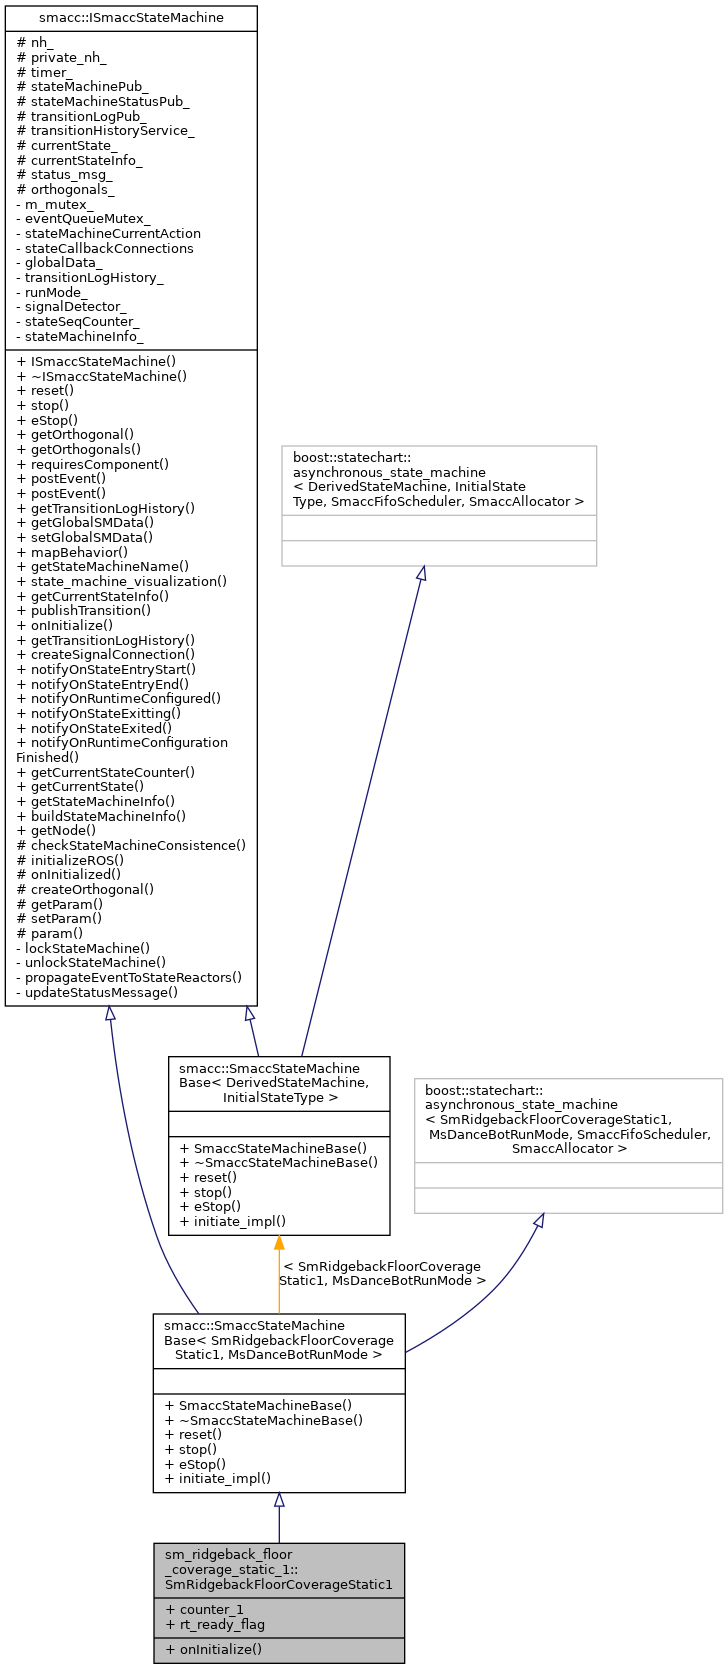 smacc::ISmaccStateMachine
# nh_
# private_nh_
# timer_
# stateMachinePub_
# stateMachineStatusPub_
# transitionLogPub_
# transitionHistoryService_
# currentState_
# currentStateInfo_
# status_msg_
# orthogonals_
- m_mutex_
- eventQueueMutex_
- stateMachineCurrentAction
- stateCallbackConnections
- globalData_
- transitionLogHistory_
- runMode_
- signalDetector_
- stateSeqCounter_
- stateMachineInfo_
+ ISmaccStateMachine()
+ ~ISmaccStateMachine()
+ reset()
+ stop()
+ eStop()
+ getOrthogonal()
+ getOrthogonals()
+ requiresComponent()
+ postEvent()
+ postEvent()
+ getTransitionLogHistory()
+ getGlobalSMData()
+ setGlobalSMData()
+ mapBehavior()
+ getStateMachineName()
+ state_machine_visualization()
+ getCurrentStateInfo()
+ publishTransition()
+ onInitialize()
+ getTransitionLogHistory()
+ createSignalConnection()
+ notifyOnStateEntryStart()
+ notifyOnStateEntryEnd()
+ notifyOnRuntimeConfigured()
+ notifyOnStateExitting()
+ notifyOnStateExited()
+ notifyOnRuntimeConfiguration
Finished()
+ getCurrentStateCounter()
+ getCurrentState()
+ getStateMachineInfo()
+ buildStateMachineInfo()
+ getNode()
# checkStateMachineConsistence()
# initializeROS()
# onInitialized()
# createOrthogonal()
# getParam()
# setParam()
# param()
- lockStateMachine()
- unlockStateMachine()
- propagateEventToStateReactors()
- updateStatusMessage()
boost::statechart::
asynchronous_state_machine
< DerivedStateMachine, InitialState
Type, SmaccFifoScheduler, SmaccAllocator >
smacc::SmaccStateMachine
Base< DerivedStateMachine,
InitialStateType >
+ SmaccStateMachineBase()
+ ~SmaccStateMachineBase()
+ reset()
+ stop()
+ eStop()
+ initiate_impl()
boost::statechart::
asynchronous_state_machine
< SmRidgebackFloorCoverageStatic1,
MsDanceBotRunMode, SmaccFifoScheduler,
SmaccAllocator >
< SmRidgebackFloorCoverage
Static1, MsDanceBotRunMode >
smacc::SmaccStateMachine
Base< SmRidgebackFloorCoverage
Static1, MsDanceBotRunMode >
+ SmaccStateMachineBase()
+ ~SmaccStateMachineBase()
+ reset()
+ stop()
+ eStop()
+ initiate_impl()
sm_ridgeback_floor
_coverage_static_1::
SmRidgebackFloorCoverageStatic1
+ counter_1
+ rt_ready_flag
+ onInitialize()